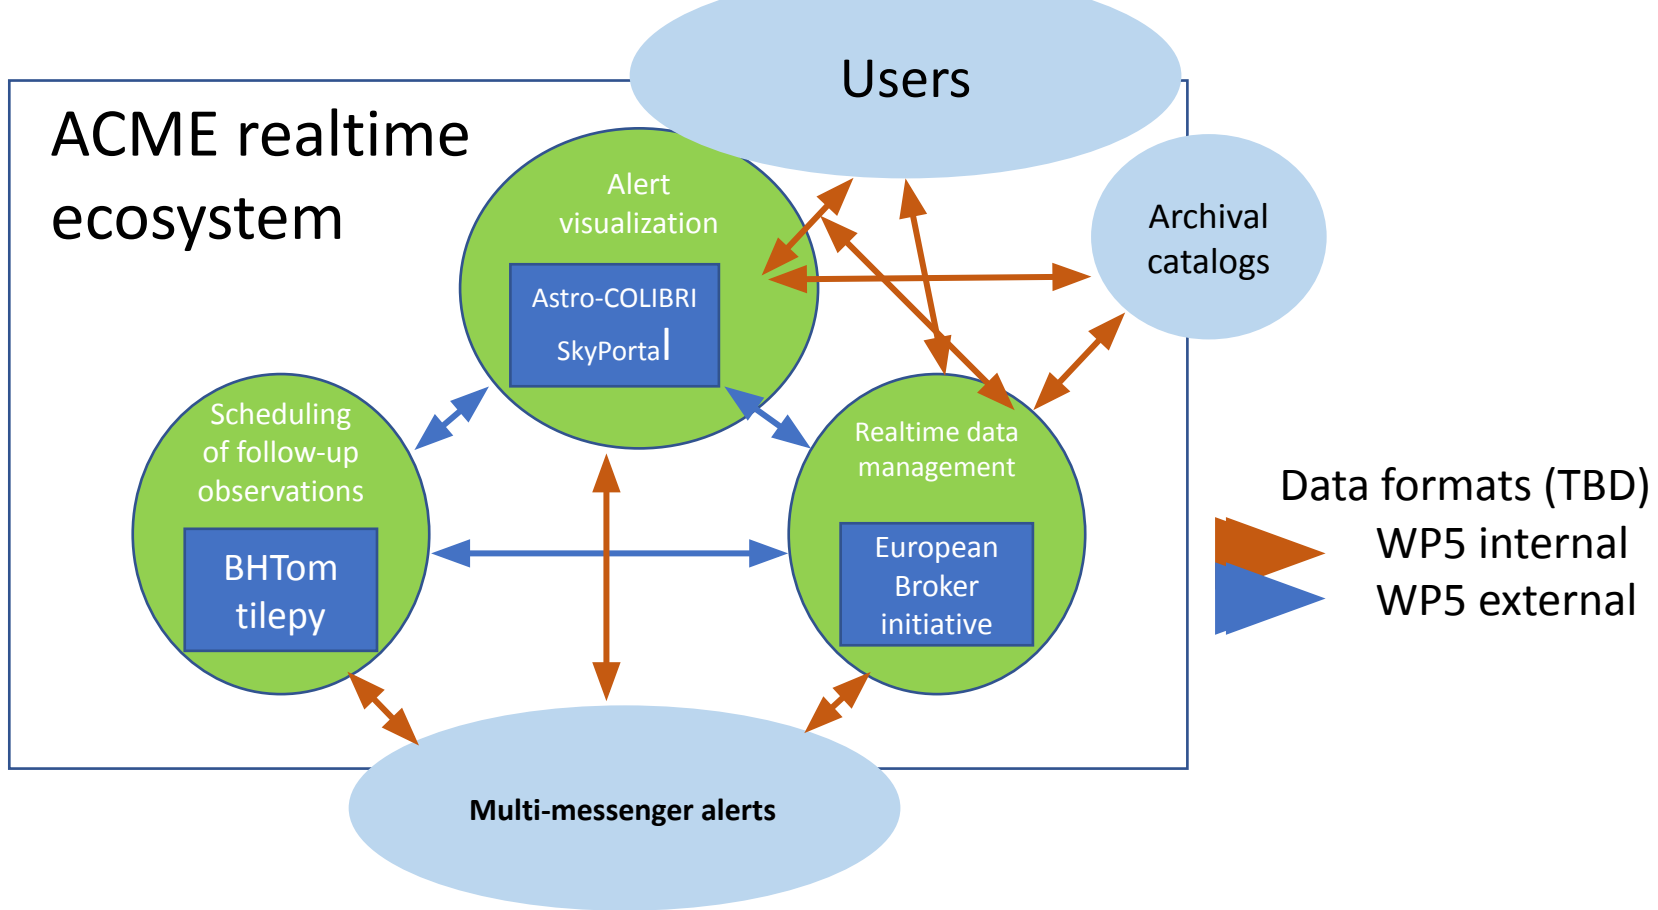 Users
ACME realtime
ecosystem
Alert
visualization
Astro-COLIBRI
SkyPortal
Archival
catalogs
Scheduling
of follow-up
observations
BHTom
tilepy
Realtime data
management
European
Broker
initiative
Data formats (TBD)
WP5 internal
WP5 external
Multi-messenger alerts